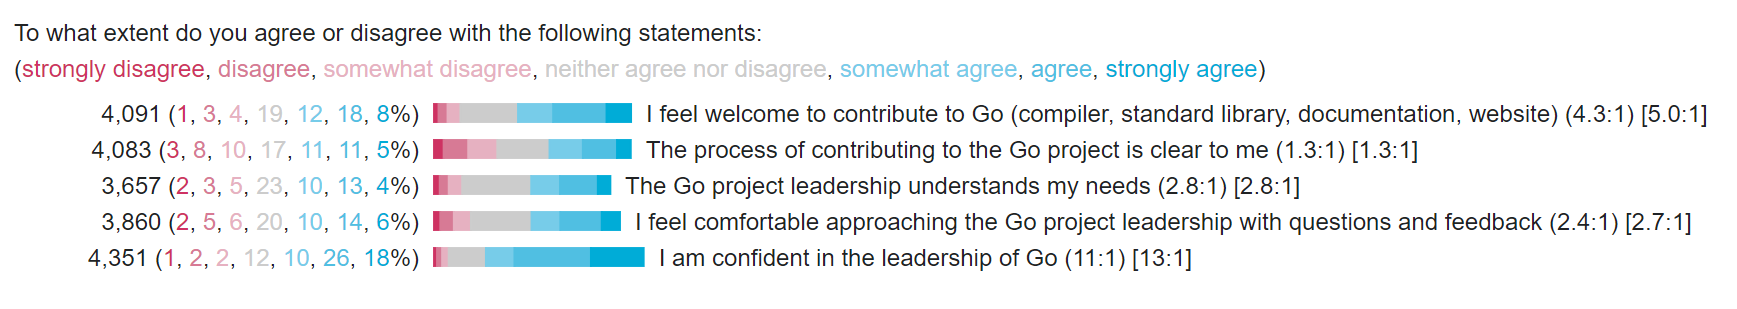 To what extent do you agree or disagree with the following statements:
(strongly disagree, disagree, somewhat disagree, neither agree nor disagree, somewhat agree, agree, strongly agree)
4,091 (1, 3, 4, 19, 12, 18, 8%) I feel welcome to contribute to Go (compiler, standard library, documentation, website) (4.3:1) [5.0:1]
4,083 (3, 8, 10, 17, 11, 11, 5%) The process of contributing to the Go project is clear to me (1.3:1) [1.3:1]
3,657 (2, 3, 5, 23, 10, 13, 4%) The Go project leadership understands my needs (2.8:1) [2.8:1]
3,860 (2, 5, 6, 20, 10, 14, 6%) I feel comfortable approaching the Go project leadership with questions and feedback (2.4:1) [2.7:1]
4,351 (1, 2, 2, 12, 10, 26, 18%) I am confident in the leadership of Go (11:1) [13:1]